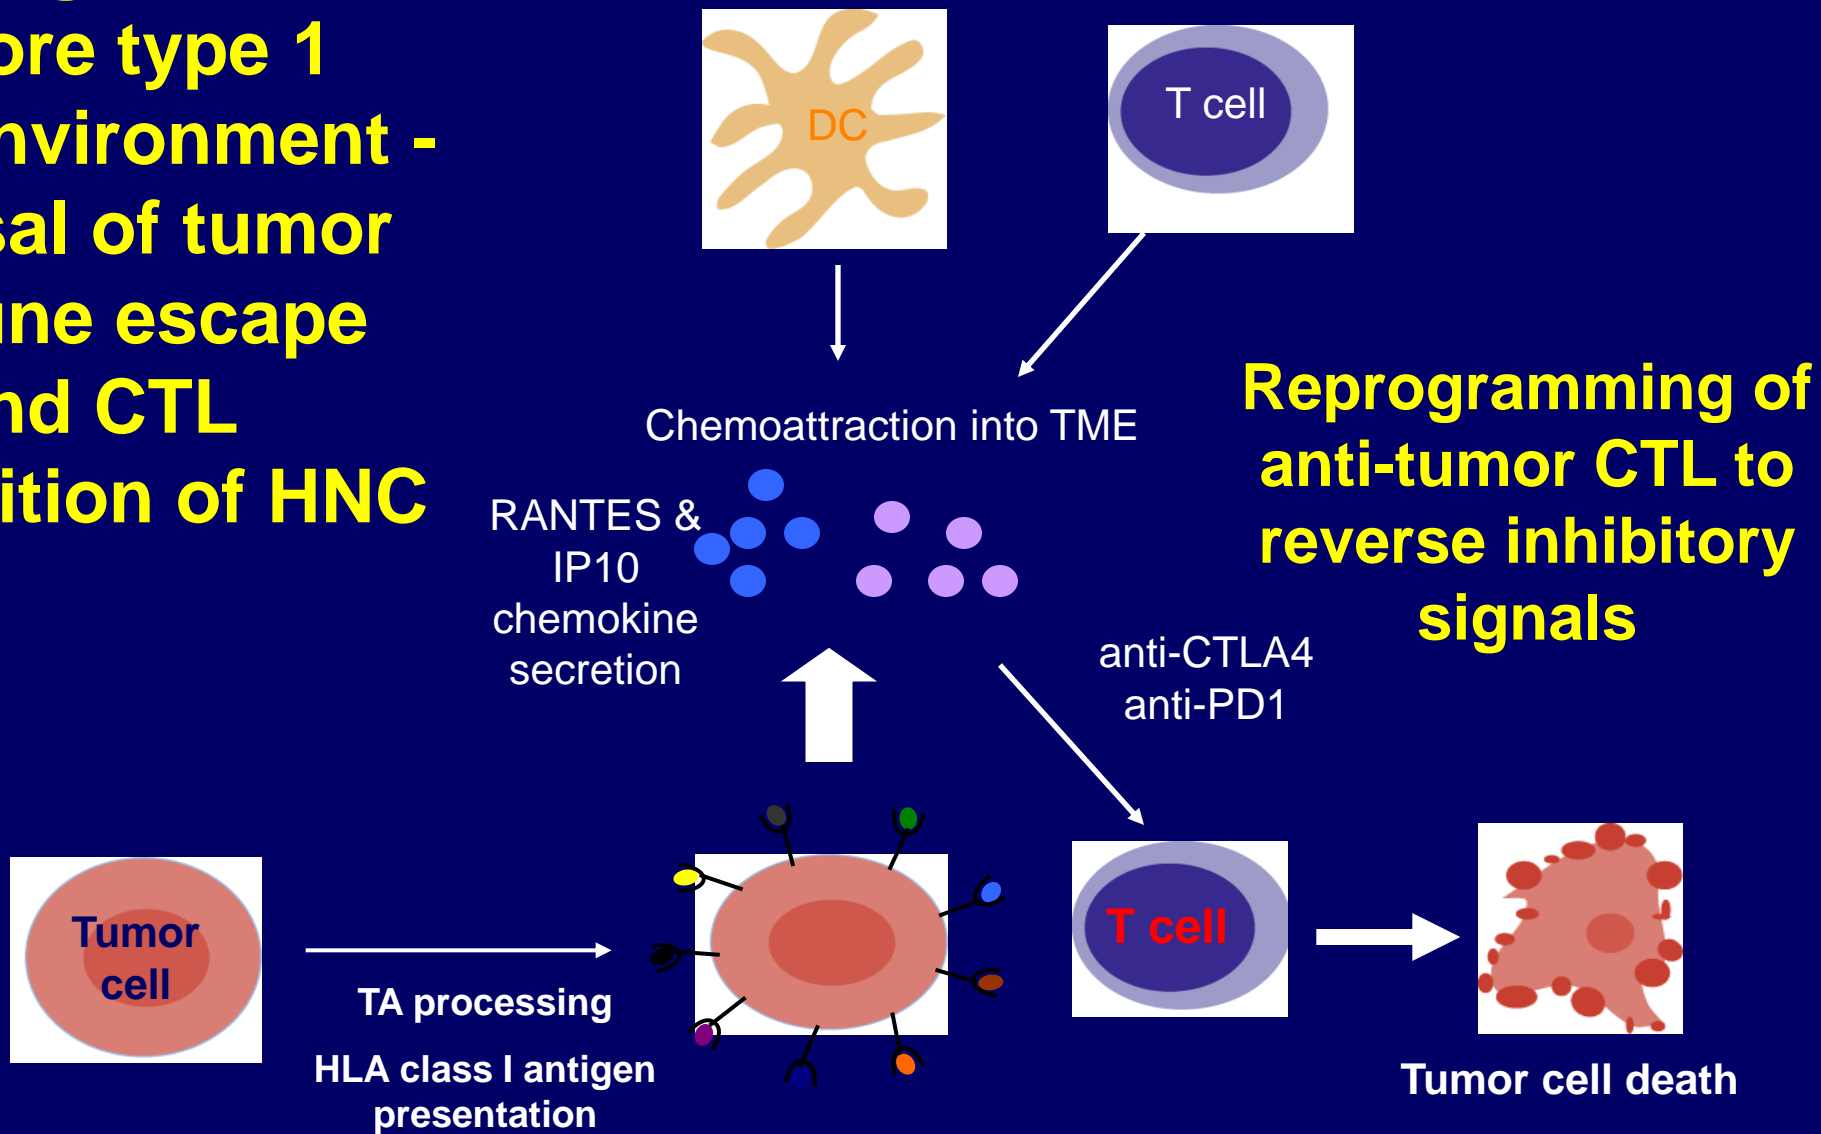 ore type 1
nvironment -
sal of tumor
une escape
nd CTL
ition of HNC
DC
T cell
Chemoattraction into TME
RANTES &
IP10
chemokine
secretion
Reprogramming of
anti-tumor CTL to
reverse inhibitory
signals
anti-CTLA4
anti-PD1
Tumor
cell
TA processing
HLA class I antigen
presentation
T cell
Tumor cell death